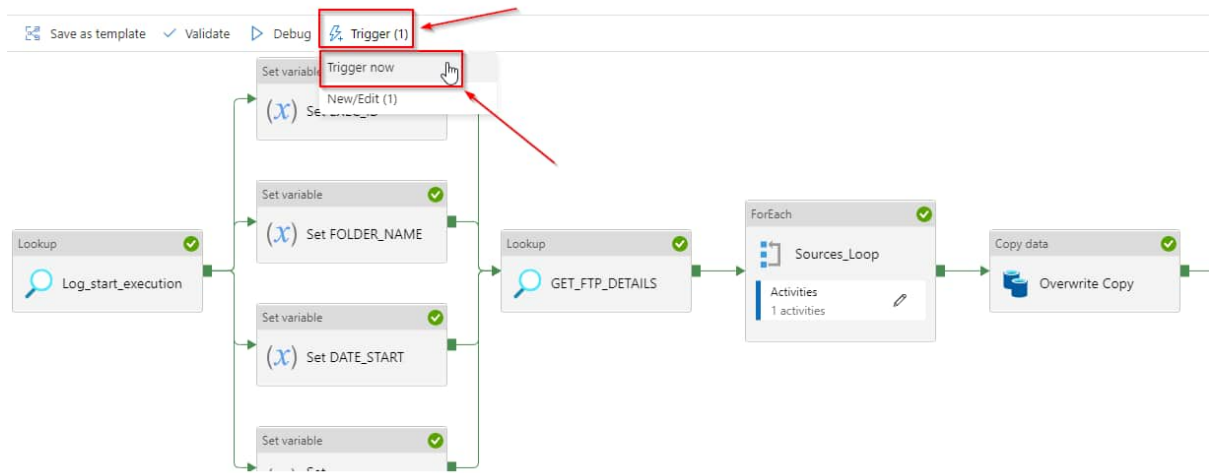 Save as template
Validate
Debug
Trigger (1)
Trigger now
New/Edit (1)
Set variable
(x)
Set variable
(x) Set FOLDER_NAME
Lookup
Log_start_execution
Set variable
(x) Set DATE_START
Set variable
Set
Lookup
GET_FTP_DETAILS
ForEach
Sources_Loop
Activities
1 activities
Copy data
Overwrite Copy